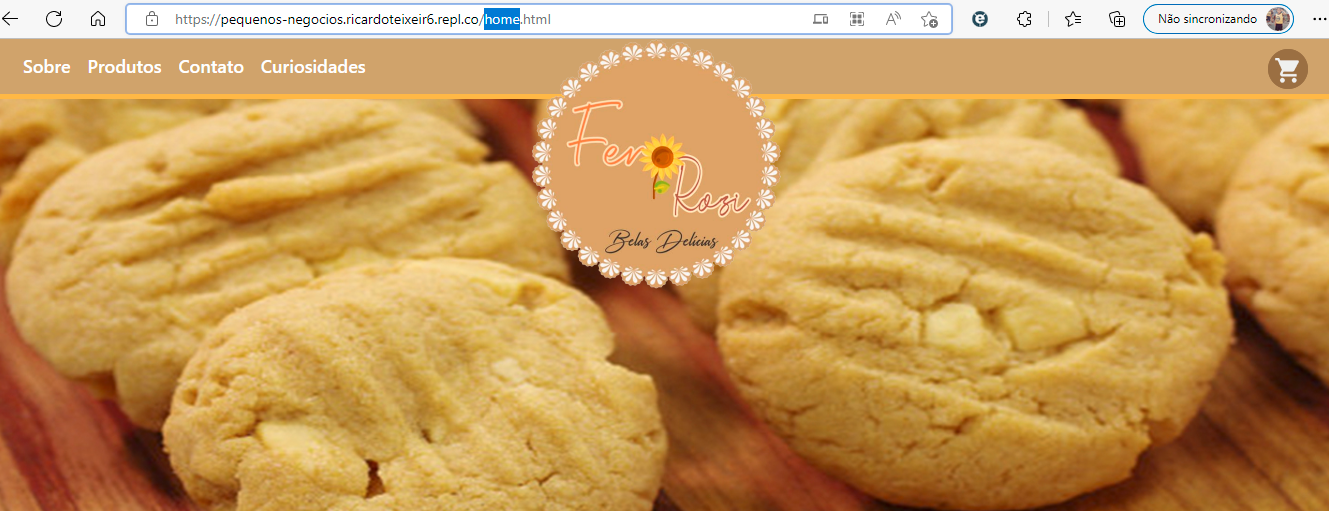 https://pequenos-negocios.ricardoteixeir6.repl.co/home.html
Não sincronizando
Sobre Produtos Contato Curiosidades
Fer
Rosi
Belas Delícias